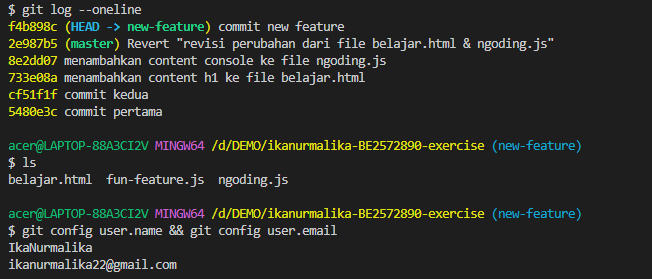 $ git log --oneline
f4b898c (HEAD -> new-feature) commit new feature
2e987b5 (master) Revert "revisi perubahan dari file belajar.html & ngoding.js"
8e2dd07 menambahkan content console ke file ngoding.js
733e08a menambahkan content h1 ke file belajar.html
cf51f1f commit kedua
5480e3c commit pertama
acer@LAPTOP-88A3CI2V MINGW64 /d/DEMO/ikanurmalika-BE2572890-exercise (new-feature)
$ ls
belajar.html  fun-feature.js  ngoding.js
acer@LAPTOP-88A3CI2V MINGW64 /d/DEMO/ikanurmalika-BE2572890-exercise (new-feature)
$ git config user.name && git config user.email
IkaNurmalika
ikanurmalika22@gmail.com